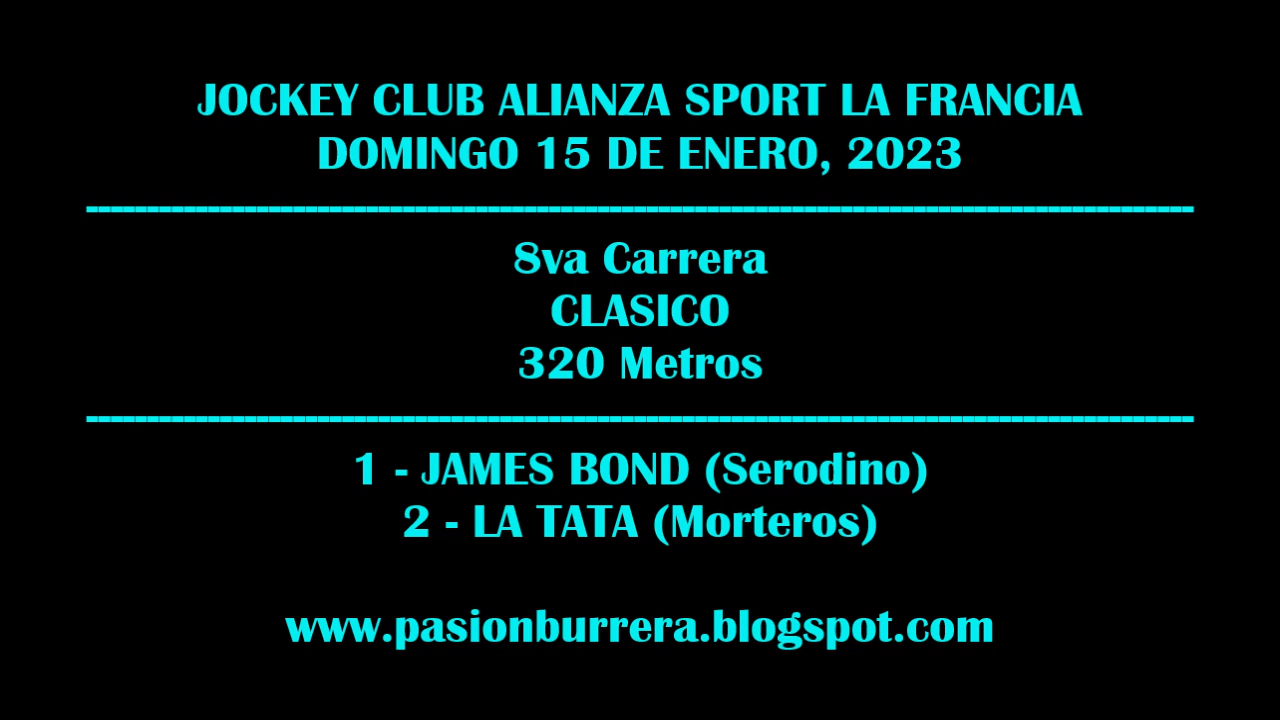 JOCKEY CLUB ALIANZA SPORT LA FRANCIA
DOMINGO 15 DE ENERO, 2023
8va Carrera
CLASICO
320 Metros
1 - JAMES BOND (Serodino)
2 - LA TATA (Morteros)
www.pasionburrera.blogspot.com